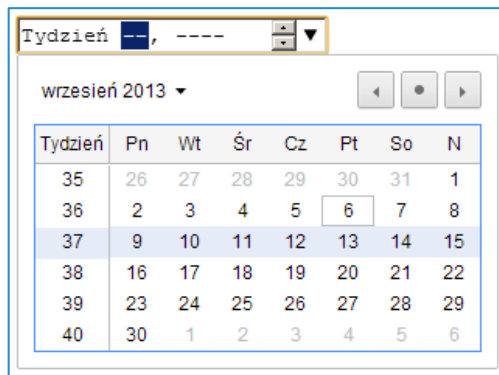 Tydzień --, ----
wrzesień 2013
Tydzień Pn Wt Śr Cz Pt So N
35 26 27 28 29 30 31 1
36 2 3 4 5 6 7 8
37 9 10 11 12 13 14 15
38 16 17 18 19 20 21 22
39 23 24 25 26 27 28 29
40 30 1 2 3 4 5 6